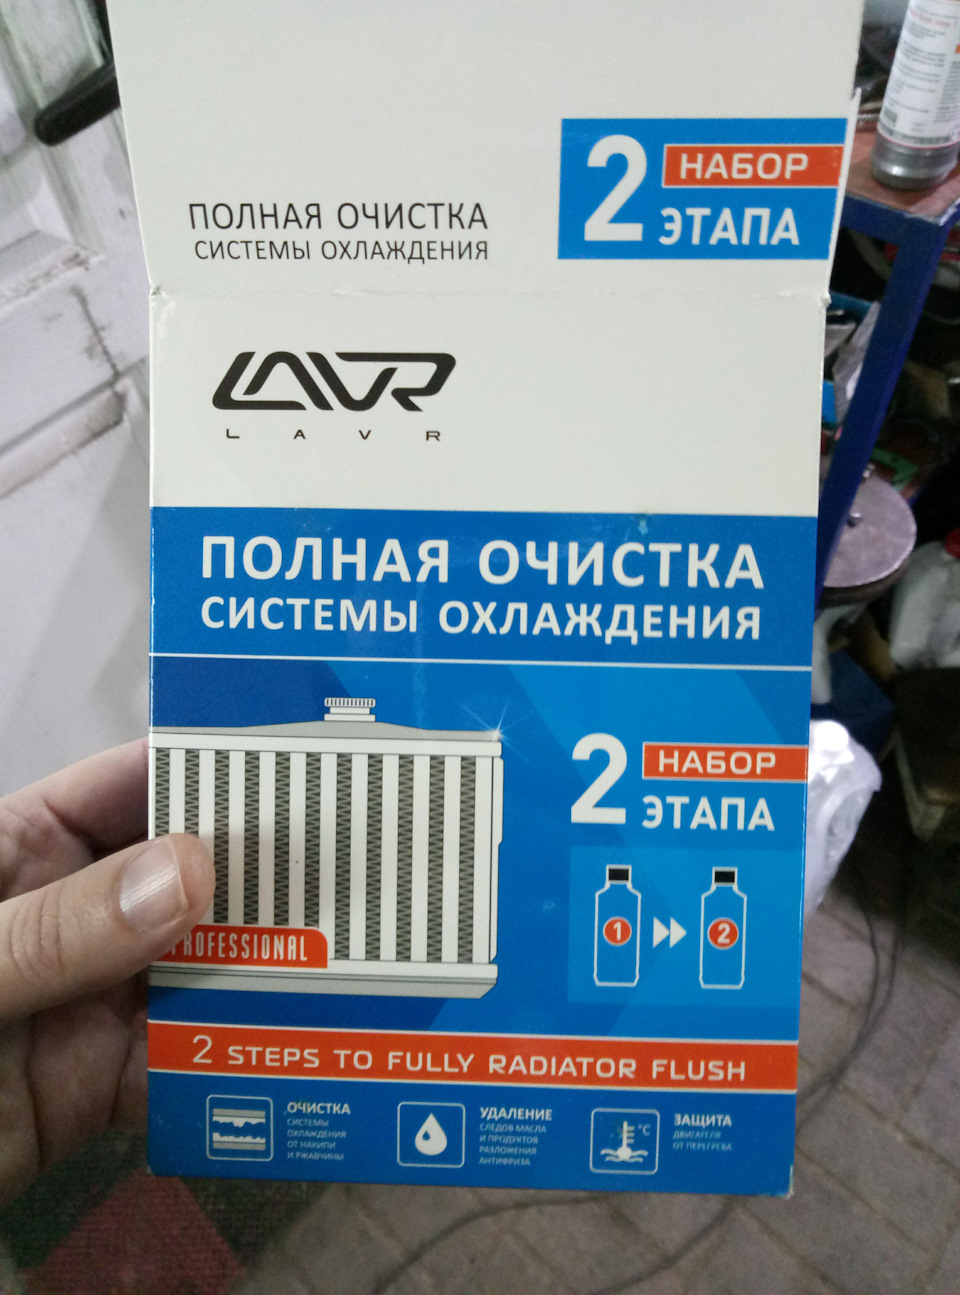 2
НАБОР
ЭТАПА
ПОЛНАЯ ОЧИСТКА
СИСТЕМЫ ОХЛАЖДЕНИЯ
LAVR
L A V R
ПОЛНАЯ ОЧИСТКА
СИСТЕМЫ ОХЛАЖДЕНИЯ
2
НАБОР
ЭТАПА
1
2
PROFESSIONAL
2 STEPS TO FULLY RADIATOR FLUSH
ОЧИСТКА
СИСТЕМЫ
ОХЛАЖДЕНИЯ
ОТ НАКИПИ
И РЖАВЧИНЫ
УДАЛЕНИЕ
СЛЕДОВ МАСЛА
И ПРОДУКТОВ
РАЗЛОЖЕНИЯ
АНТИФРИЗА
°C
ЗАЩИТА
ДВИГАТЕЛЯ
ОТ ПЕРЕГРЕВА